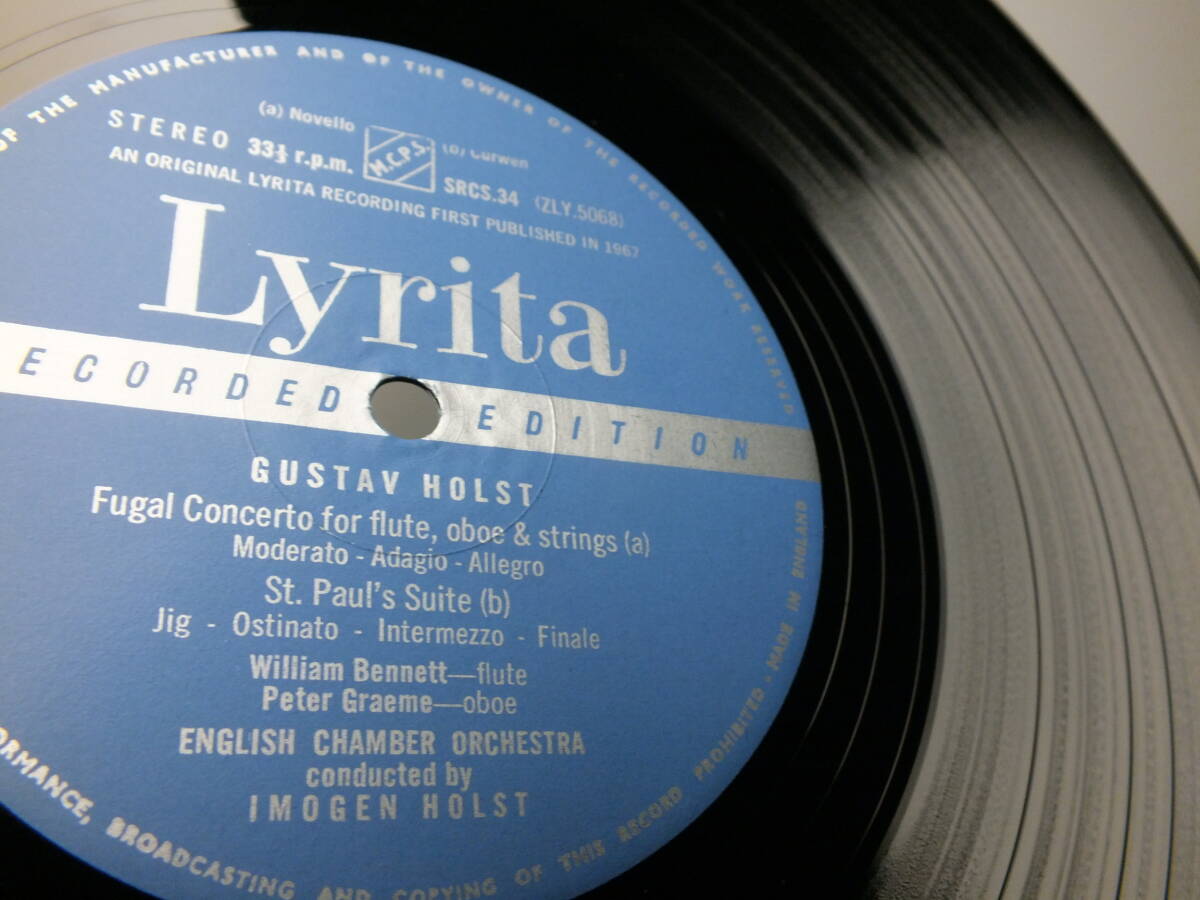 OF THE MANUFACTURER AND OF THE OWNER OF THE RECORDED WORK RESERVED
(a) Novello
(b) Curwen
STEREO 33⅓ r.p.m.
M.C.P.S.
SRCS.34 (ZLY.5068)
AN ORIGINAL LYRITA RECORDING FIRST PUBLISHED IN 1967
Lyrita
ECORDED EDITION
GUSTAV HOLST
Fugal Concerto for flute, oboe & strings (a)
Moderato - Adagio - Allegro
St. Paul's Suite (b)
Jig - Ostinato - Intermezzo - Finale
William Bennett—flute
Peter Graeme—oboe
ENGLISH CHAMBER ORCHESTRA
conducted by
IMOGEN HOLST
ORMANCE, BROADCASTING AND COPYING OF THIS RECORD PROHIBITED - MADE IN ENGLAND